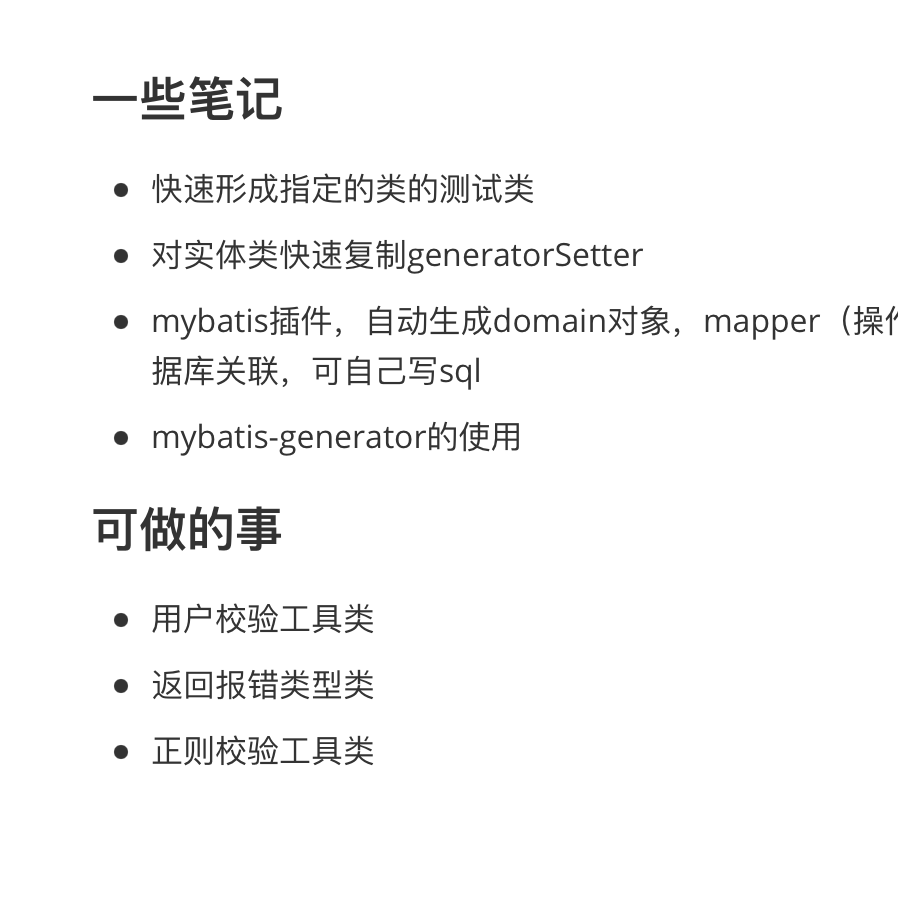 一些笔记
快速形成指定的类的测试类
对实体类快速复制generatorSetter
mybatis插件，自动生成domain对象，mapper（操
据库关联，可自己写sql
mybatis-generator的使用
可做的事
用户校验工具类
返回报错类型类
正则校验工具类